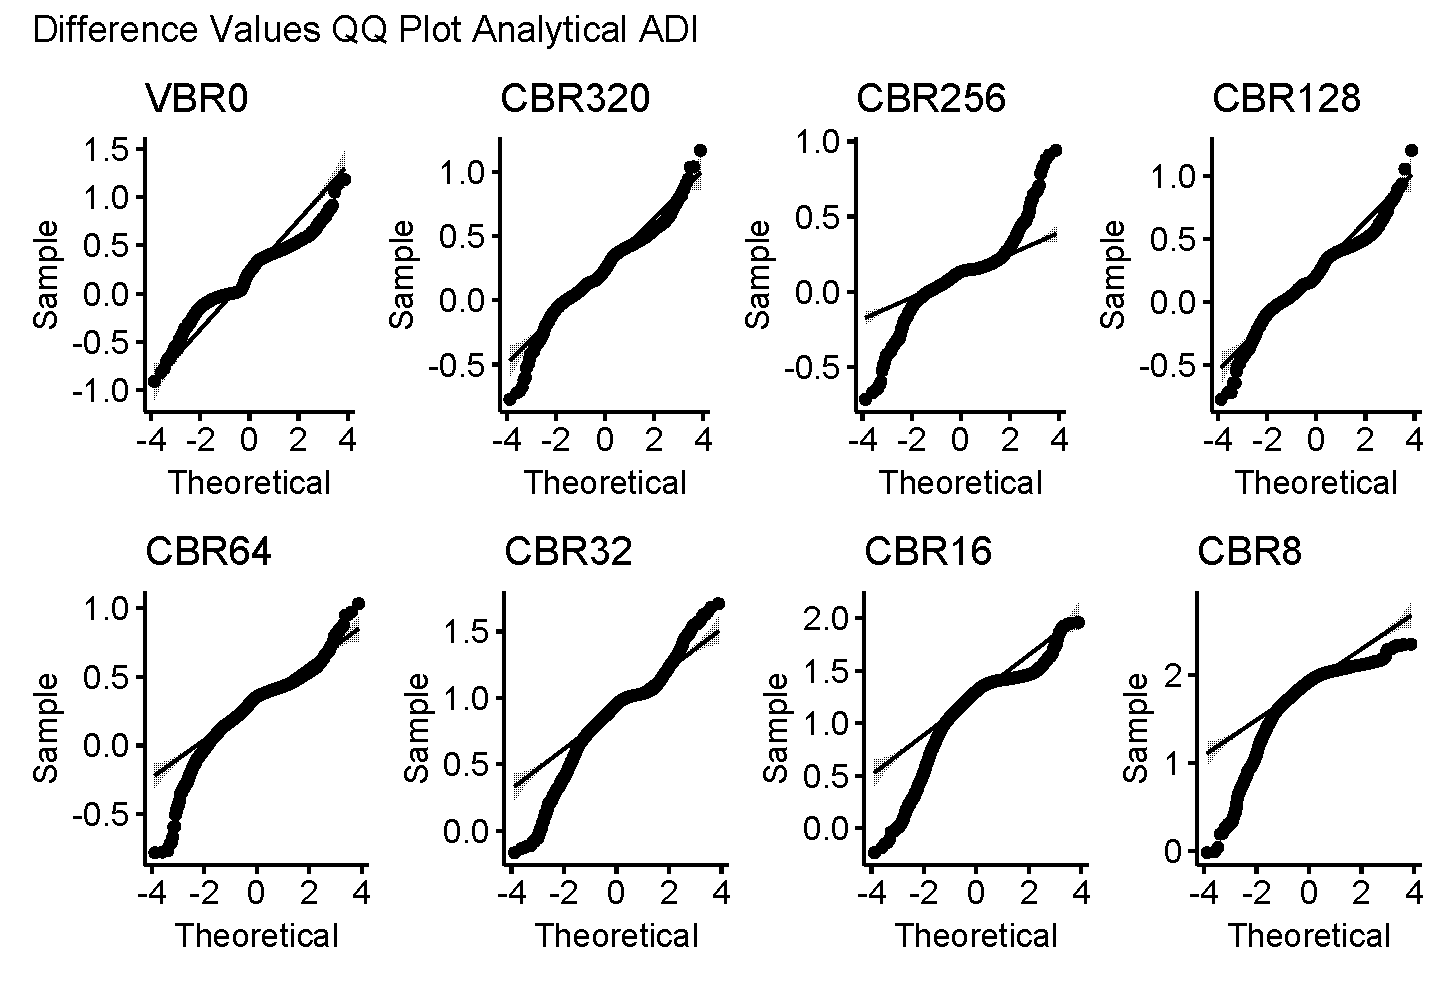 Difference Values QQ Plot Analytical ADI
VBR0 CBR320 CBR256 CBR128
Sample 1.5 1.0 0.5 0.0 -0.5 -1.0 Sample 1.0 0.5 0.0 -0.5 Sample 1.0 0.5 0.0 -0.5 Sample 1.0 0.5 0.0 -0.5
-4 -2 0 2 4 -4 -2 0 2 4 -4 -2 0 2 4 -4 -2 0 2 4
Theoretical Theoretical Theoretical Theoretical
CBR64 CBR32 CBR16 CBR8
Sample 1.0 0.5 0.0 -0.5 Sample 1.5 1.0 0.5 0.0 Sample 2.0 1.5 1.0 0.5 0.0 Sample 2 1 0
-4 -2 0 2 4 -4 -2 0 2 4 -4 -2 0 2 4 -4 -2 0 2 4
Theoretical Theoretical Theoretical Theoretical